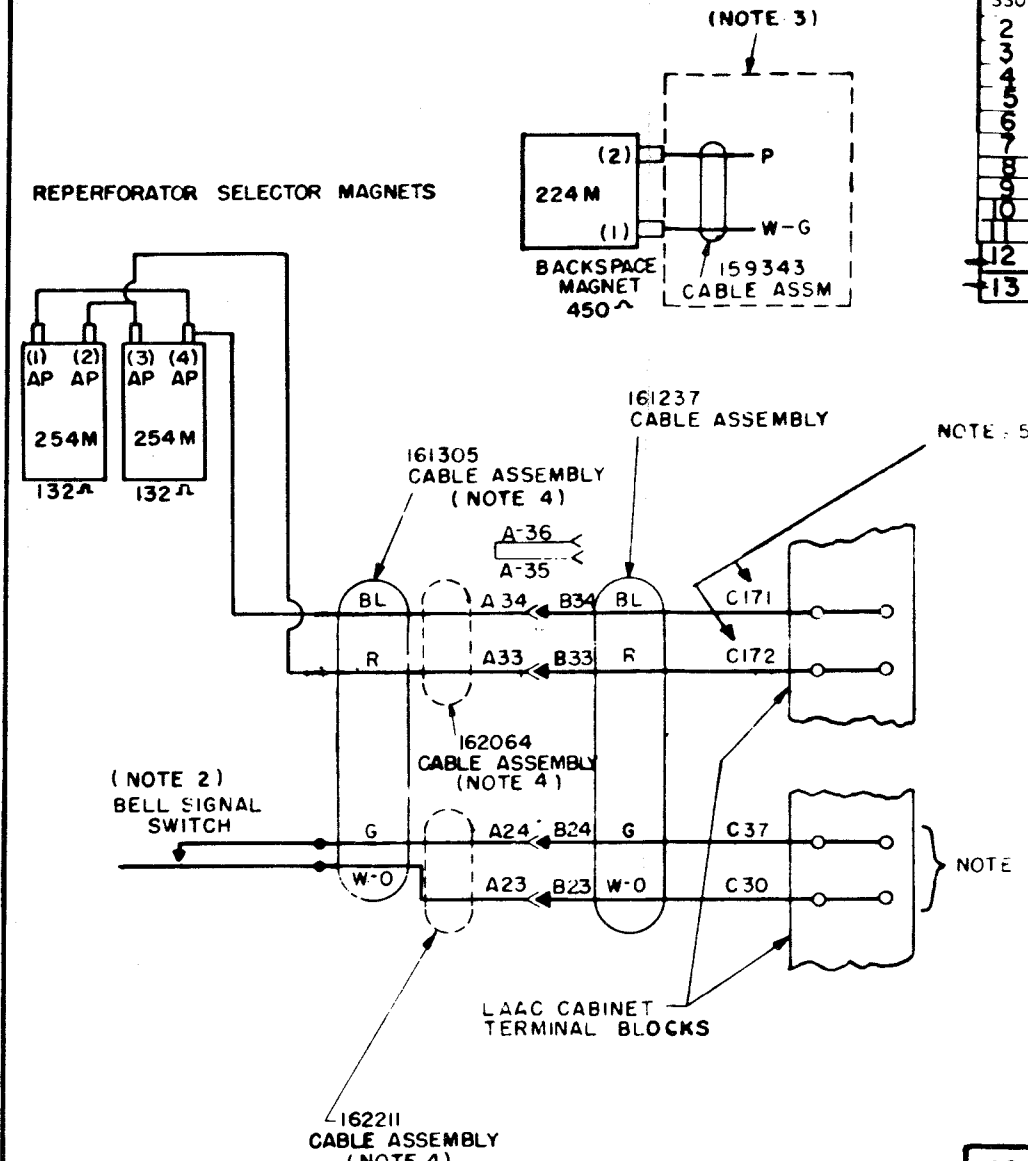 (NOTE 3)
330
2
3
4
5
6
7
8
9
10
11
12
13
(2)
P
224M
(1)
W-G
BACKSPACE
MAGNET
450
159343
CABLE ASSM
REPERFORATOR SELECTOR MAGNETS
(1) (2) (3) (4)
AP AP AP AP
254M 254M
132Ω 132Ω
161237
CABLE ASSEMBLY
NOTE 5
161305
CABLE ASSEMBLY
(NOTE 4)
A-36
A-35
BL A34 B34 BL C171
R A33 B33 R C172
162064
CABLE ASSEMBLY
(NOTE 4)
(NOTE 2)
BELL SIGNAL
SWITCH
G A24 B24 G C37
NOTE
W-O A23 B23 W-O C30
LA&C CABINET
TERMINAL BLOCKS
162211
CABLE ASSEMBLY
(NOTE 4)